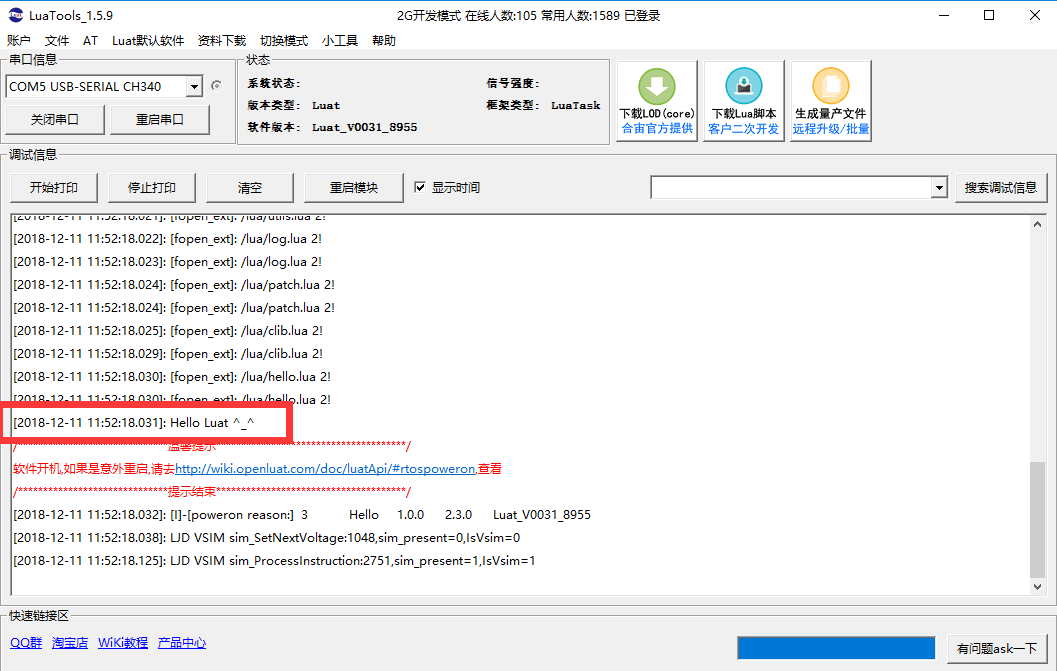 LuaTools_1.5.9 2G开发模式 在线人数:105 常用人数:1589 已登录
账户 文件 AT Luat默认软件 资料下载 切换模式 小工具 帮助
串口信息
COM5 USB-SERIAL CH340
关闭串口 重启串口
状态
系统状态: 信号强度:
版本类型: Luat 框架类型: LuaTask
软件版本: Luat_V0031_8955
下载LOD(core)
合宙官方提供
下载Lua脚本
客户二次开发
生成量产文件
远程升级/批量
调试信息
开始打印 停止打印 清空 重启模块 显示时间 搜索调试信息
[2018-12-11 11:52:18.021]: [fopen_ext]: /lua/utils.lua 2!
[2018-12-11 11:52:18.022]: [fopen_ext]: /lua/log.lua 2!
[2018-12-11 11:52:18.023]: [fopen_ext]: /lua/log.lua 2!
[2018-12-11 11:52:18.024]: [fopen_ext]: /lua/patch.lua 2!
[2018-12-11 11:52:18.024]: [fopen_ext]: /lua/patch.lua 2!
[2018-12-11 11:52:18.025]: [fopen_ext]: /lua/clib.lua 2!
[2018-12-11 11:52:18.029]: [fopen_ext]: /lua/clib.lua 2!
[2018-12-11 11:52:18.030]: [fopen_ext]: /lua/hello.lua 2!
[2018-12-11 11:52:18.030]: [fopen_ext]: /lua/hello.lua 2!
[2018-12-11 11:52:18.031]: Hello Luat ^_^
/******************************温馨提示**************************************/
软件开机,如果是意外重启,请去http://wiki.openluat.com/doc/luatApi/#rtospoweron,查看
/******************************提示结束**************************************/
[2018-12-11 11:52:18.032]: [I]-[poweron reason:] 3 Hello 1.0.0 2.3.0 Luat_V0031_8955
[2018-12-11 11:52:18.038]: LJD VSIM sim_SetNextVoltage:1048,sim_present=0,IsVsim=0
[2018-12-11 11:52:18.125]: LJD VSIM sim_ProcessInstruction:2751,sim_present=1,IsVsim=1
快速链接区
QQ群 淘宝店 WiKi教程 产品中心 有问题ask一下